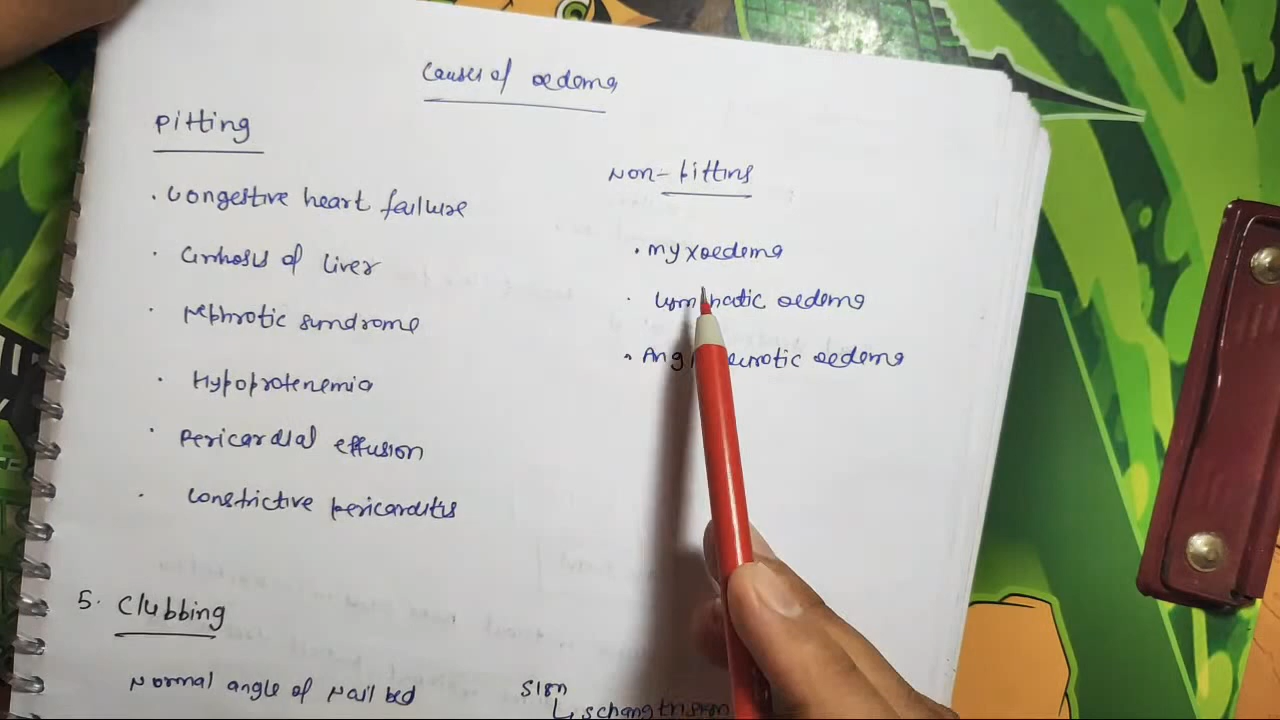 Causes of oedema
Pitting
. Congestive heart failure
. Cirrhosis of liver
. Nephrotic syndrome
. Hypoprotenemia
. Pericardial effusion
. Constrictive pericarditis
Non-pitting
. myxoedema
. oedema
. oedema
5. Clubbing
Normal angle of Nail bed
Sign
↳